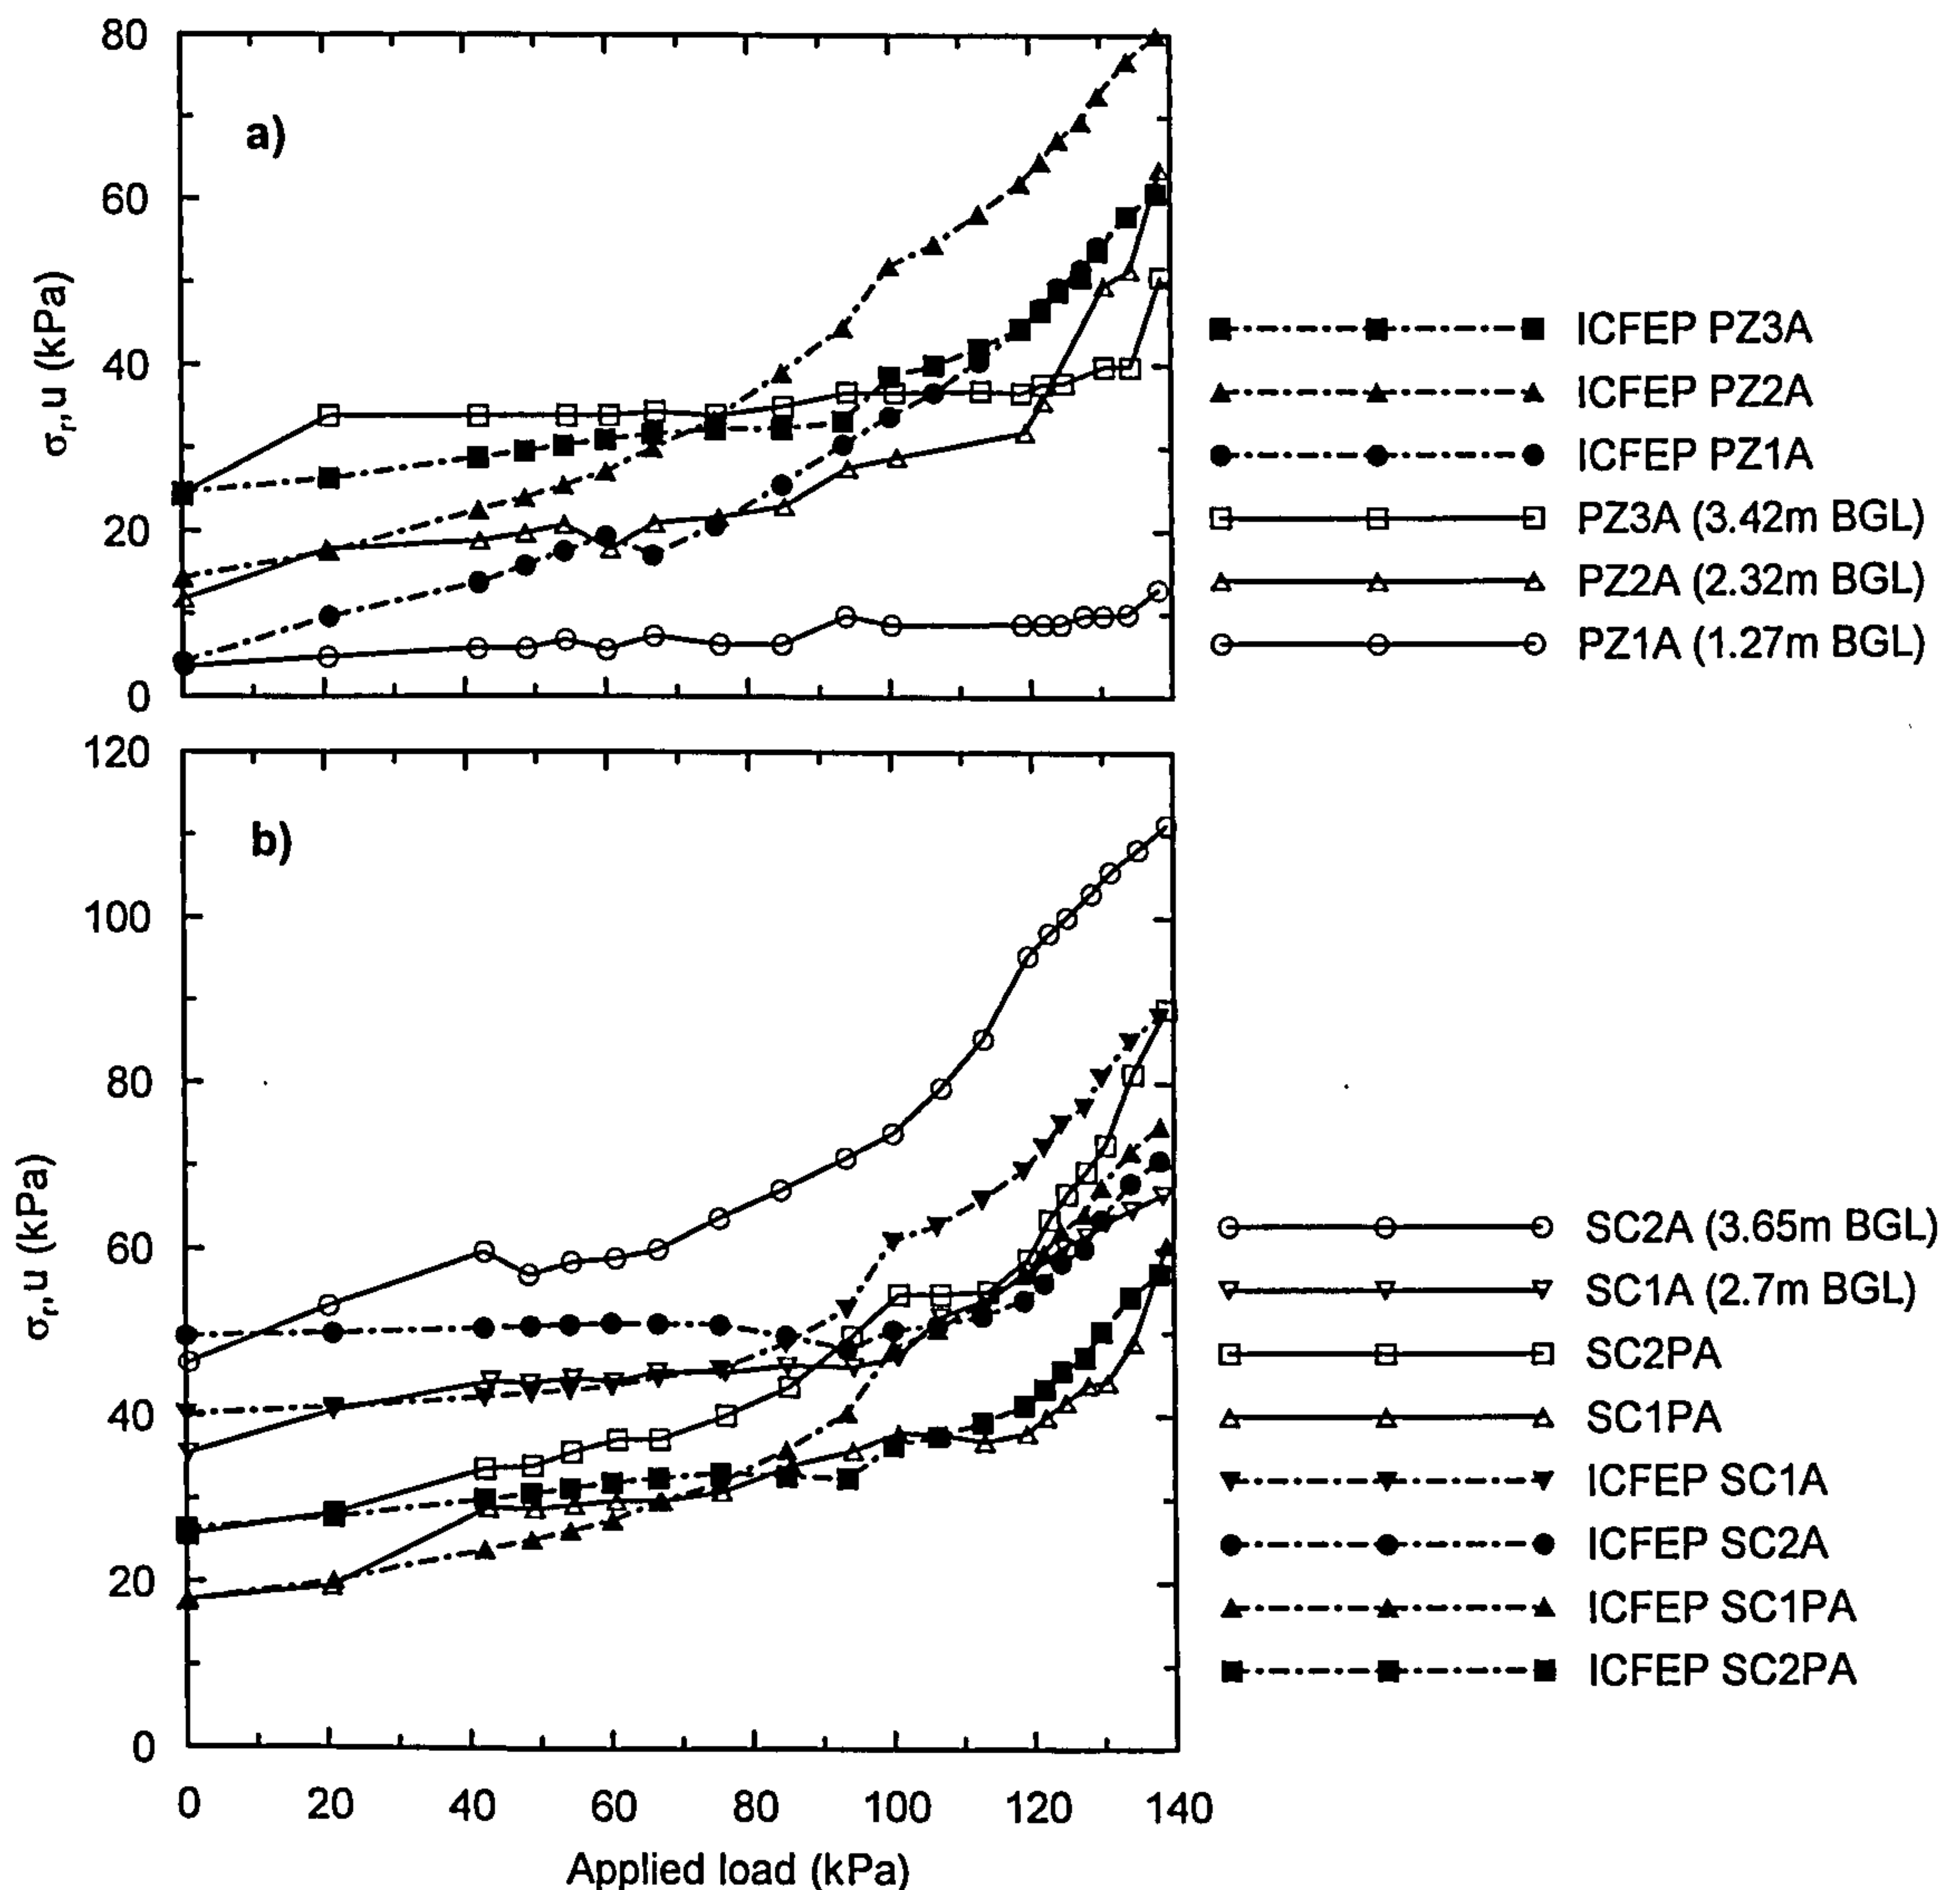 80
60
40
20
0
σr,u (kPa)
a)
ICFEP PZ3A
ICFEP PZ2A
ICFEP PZ1A
PZ3A (3.42m BGL)
PZ2A (2.32m BGL)
PZ1A (1.27m BGL)
120
100
80
60
40
20
0
σr,u (kPa)
b)
SC2A (3.65m BGL)
SC1A (2.7m BGL)
SC2PA
SC1PA
ICFEP SC1A
ICFEP SC2A
ICFEP SC1PA
ICFEP SC2PA
0 20 40 60 80 100 120 140
Applied load (kPa)